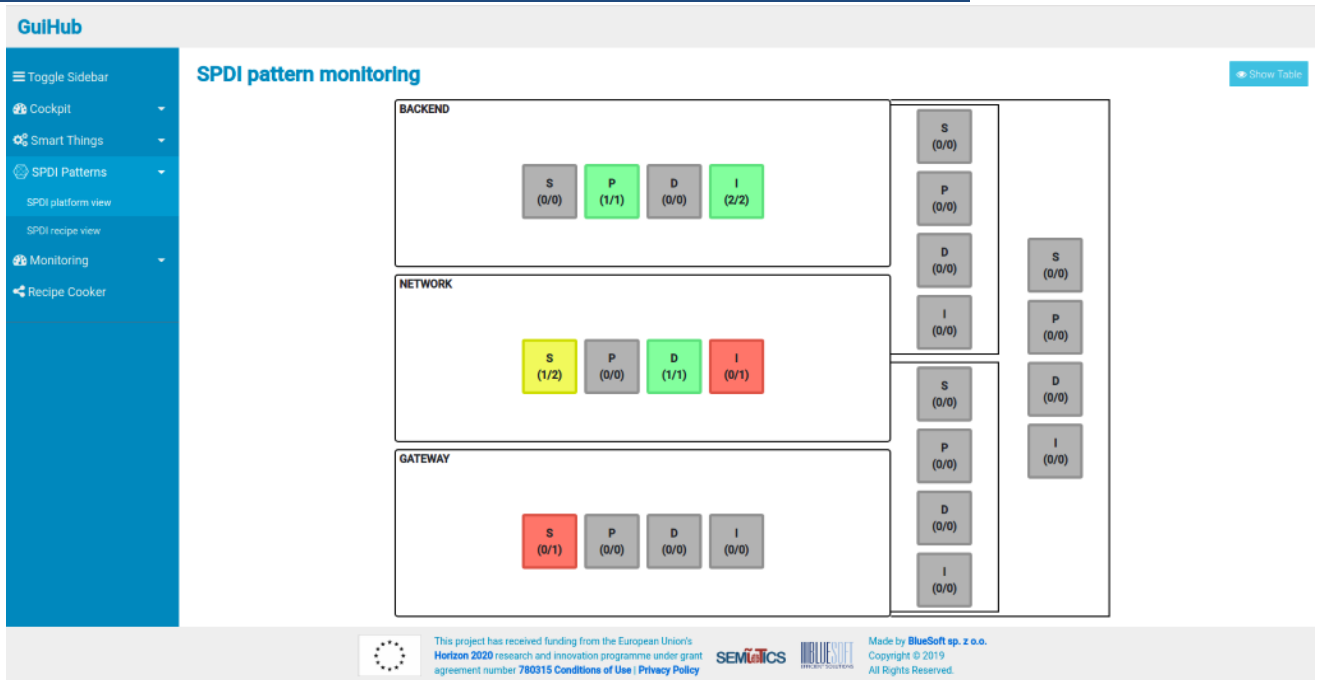 GuiHub
Toggle Sidebar
Cockpit
Smart Things
SPDI Patterns
SPDI platform view
SPDI recipe view
Monitoring
Recipe Cooker
SPDI pattern monitoring
Show Table
BACKEND
S P D I
(0/0) (1/1) (0/0) (2/2)
NETWORK
S P D I
(1/2) (0/0) (1/1) (0/1)
GATEWAY
S P D I
(0/1) (0/0) (0/0) (0/0)
S
(0/0)
P
(0/0)
D
(0/0)
I
(0/0)
S
(0/0)
P
(0/0)
D
(0/0)
I
(0/0)
S
(0/0)
P
(0/0)
D
(0/0)
I
(0/0)
This project has received funding from the European Union's
Horizon 2020 research and innovation programme under grant
agreement number 780315 Conditions of Use | Privacy Policy
SEMIoTICS
BLUESOFT
Made by BlueSoft sp. z o.o.
Copyright © 2019
All Rights Reserved.